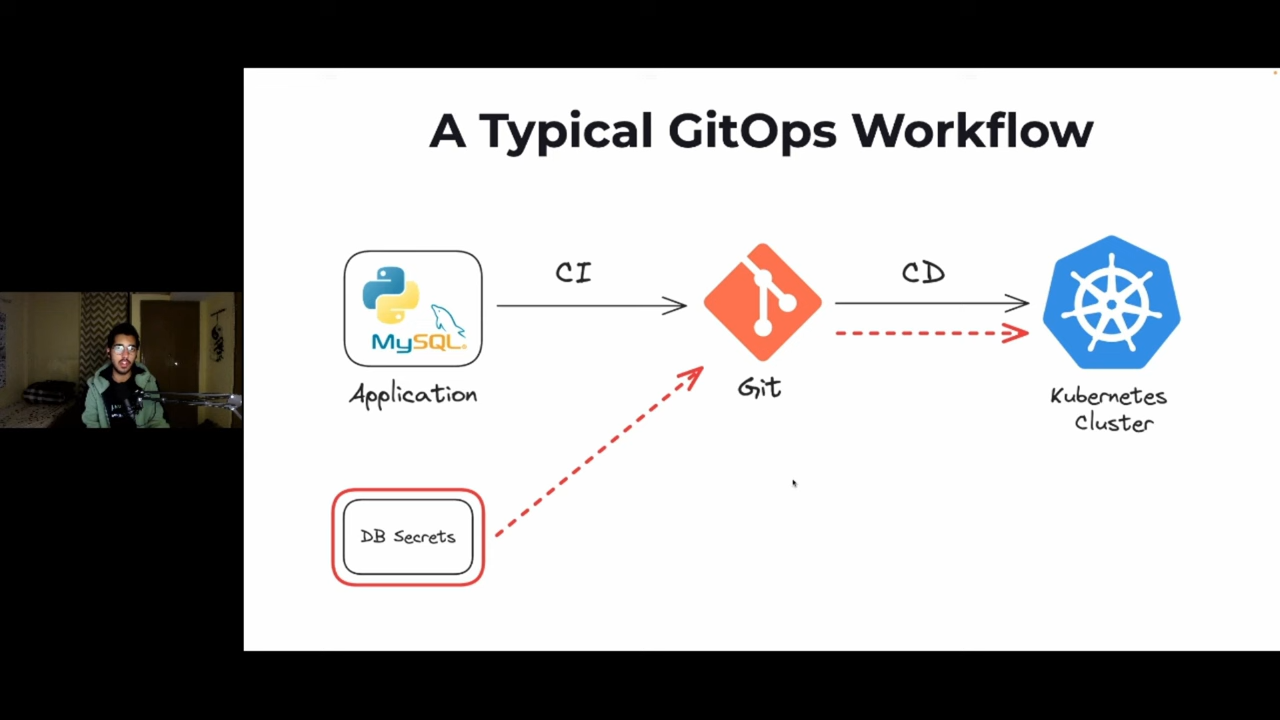 A Typical GitOps Workflow
CI
CD
MySQL
Application
Git
Kubernetes
Cluster
DB Secrets